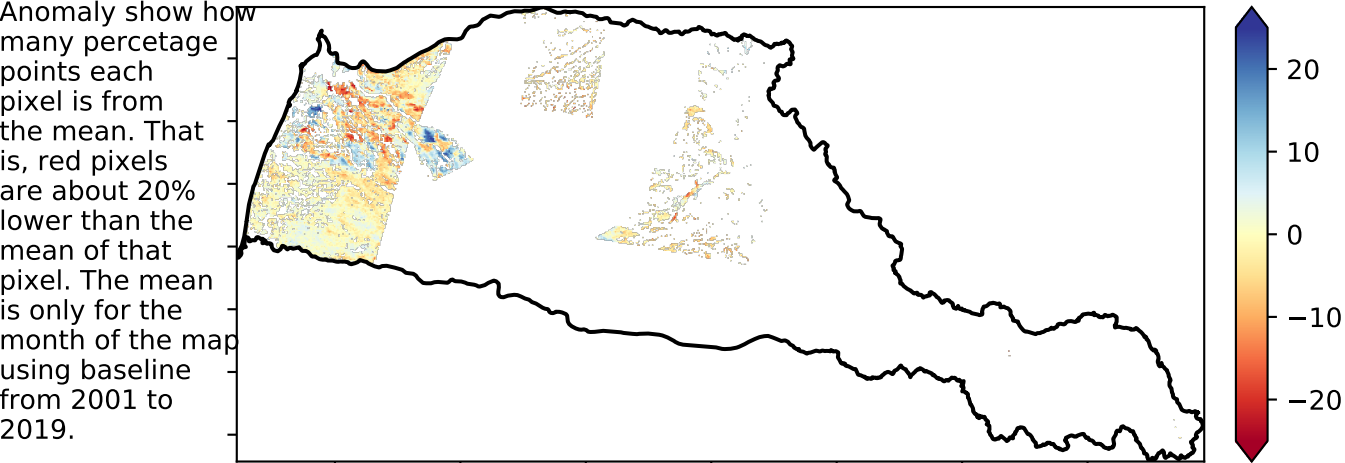 Anomaly show how
many percetage
points each
pixel is from
the mean. That
is, red pixels
are about 20%
lower than the
mean of that
pixel. The mean
is only for the
month of the map
using baseline
from 2001 to
2019.
20
10
0
−10
−20